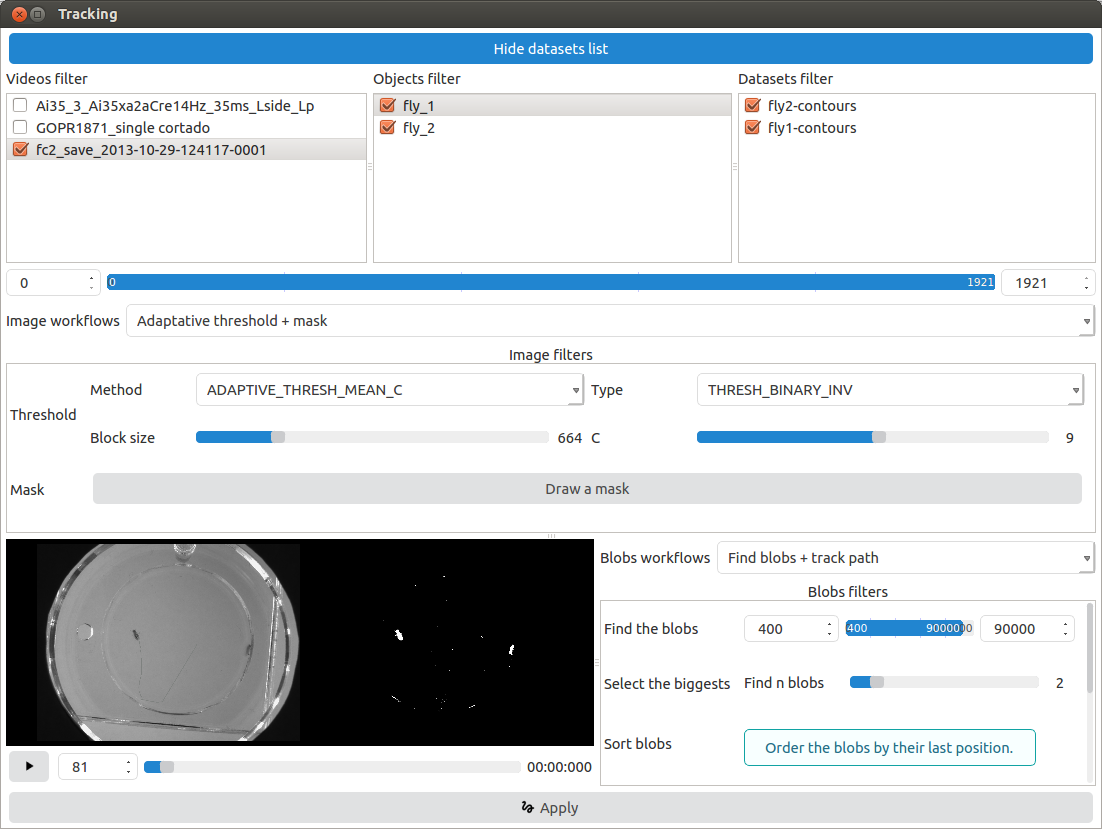 Tracking
Hide datasets list
Videos filter
Objects filter
Datasets filter
Ai35_3_Ai35xa2aCre14Hz_35ms_Lside_Lp
fly_1
fly2-contours
GOPR1871_single cortado
fly_2
fly1-contours
fc2_save_2013-10-29-124117-0001
0
0
1921
1921
Image workflows
Adaptative threshold + mask
Image filters
Threshold
Method
ADAPTIVE_THRESH_MEAN_C
Type
THRESH_BINARY_INV
Block size
664
C
9
Mask
Draw a mask
Blobs workflows
Find blobs + track path
Blobs filters
Find the blobs
400
400
90000
90000
Select the biggests
Find n blobs
2
Sort blobs
Order the blobs by their last position.
81
00:00:000
Apply